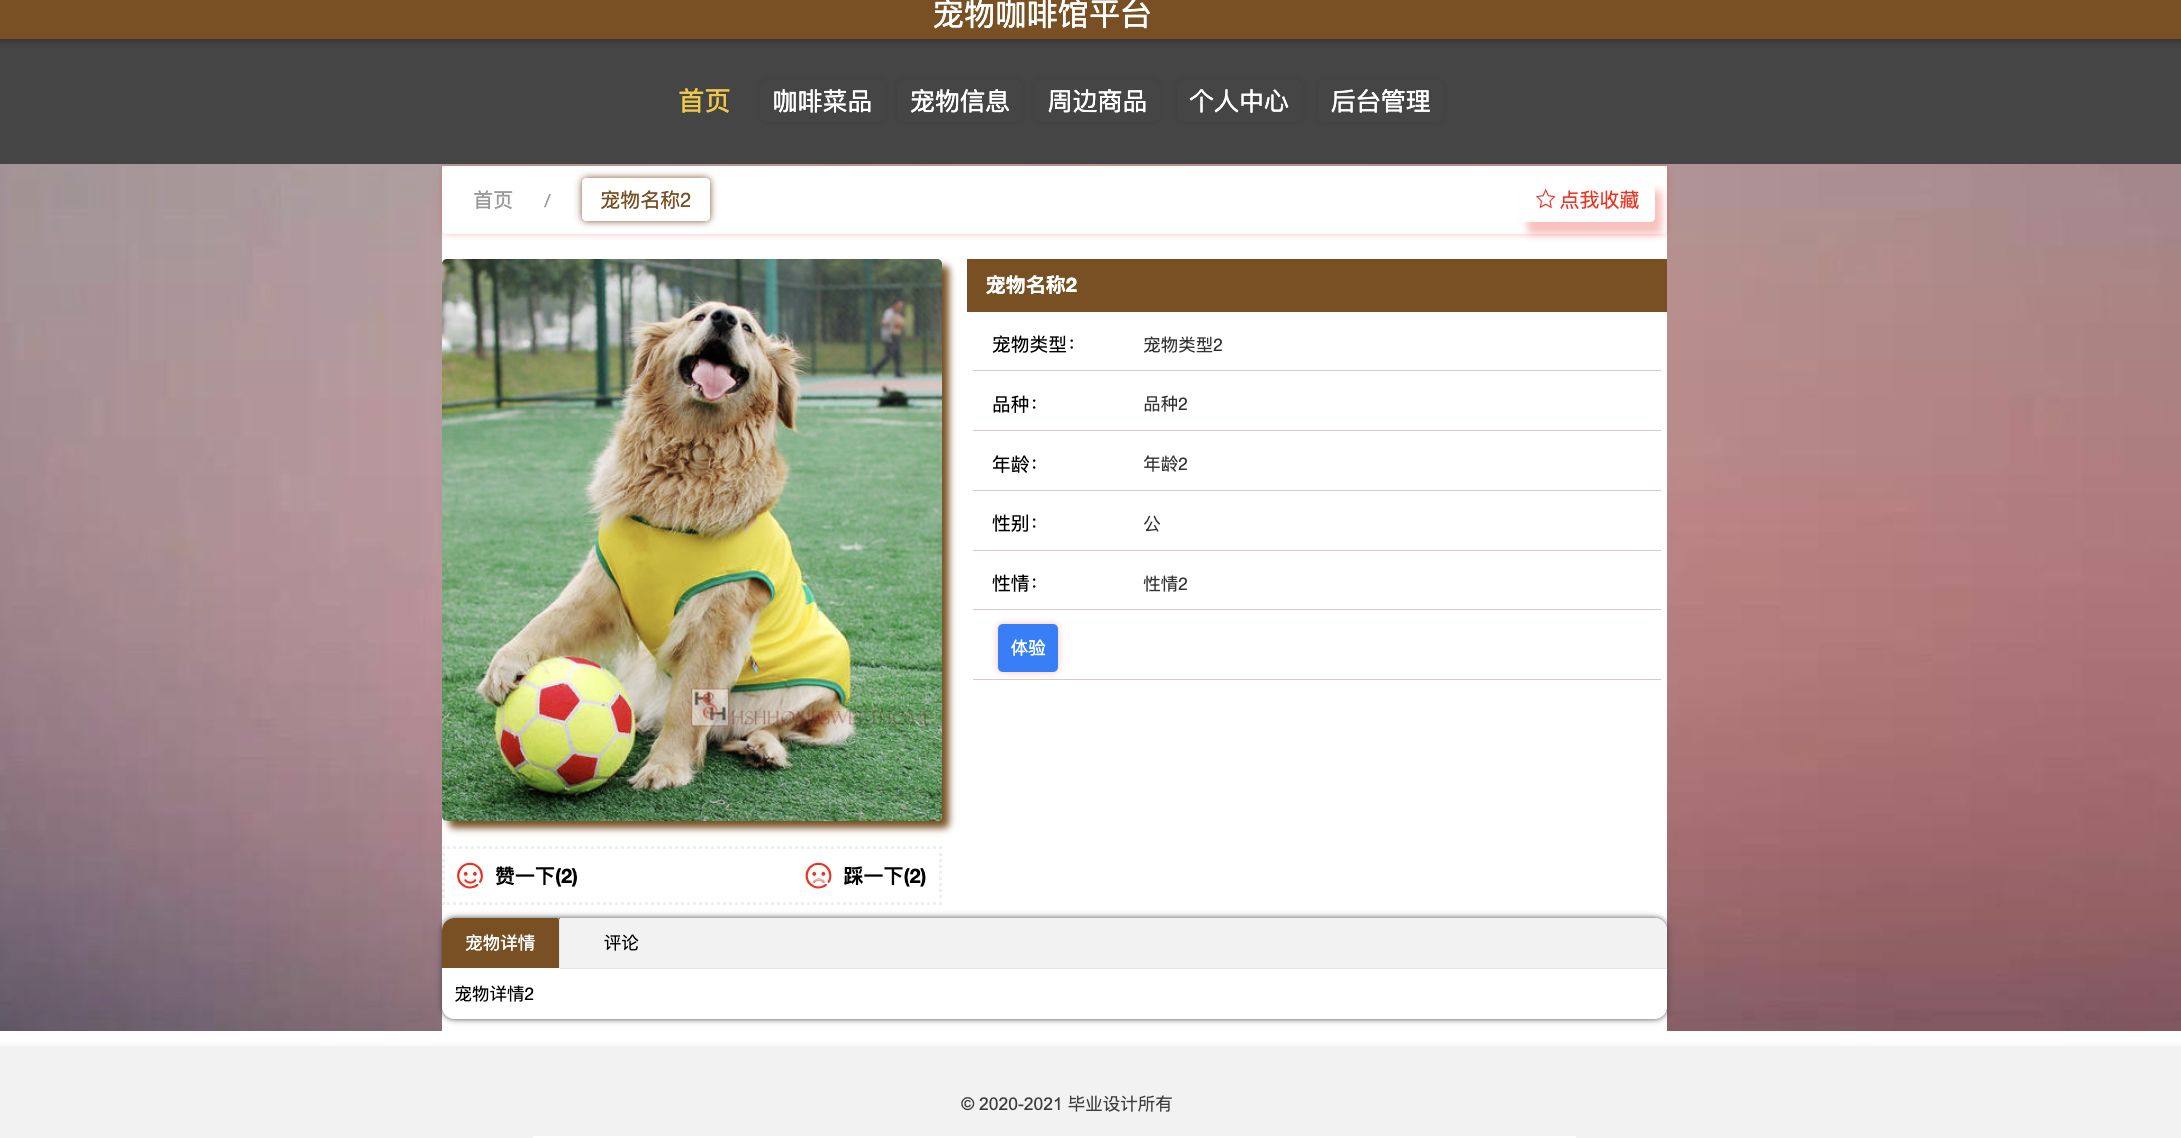 宠物咖啡馆平台
首页 咖啡菜品 宠物信息 周边商品 个人中心 后台管理
首页 / 宠物名称2 点我收藏
宠物名称2
宠物类型： 宠物类型2
品种： 品种2
年龄： 年龄2
性别： 公
性情： 性情2
体验
HSH
HSHHOMESWEETHOME
赞一下(2) 踩一下(2)
宠物详情 评论
宠物详情2
© 2020-2021 毕业设计所有